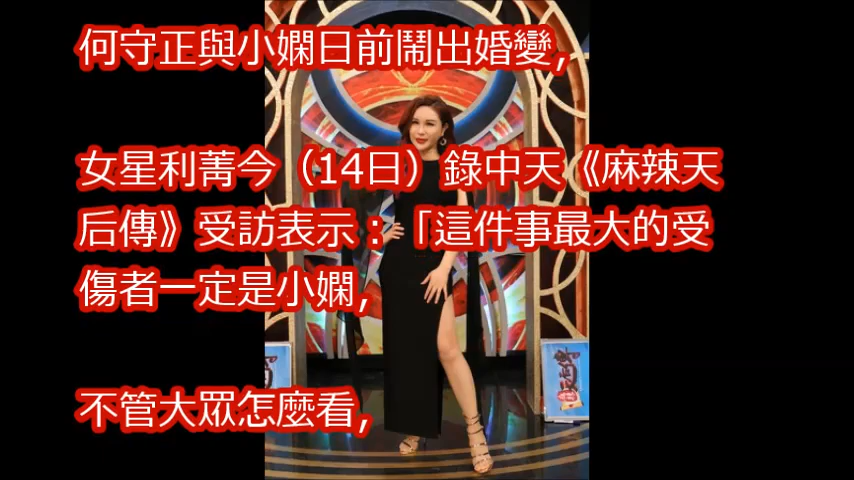 何守正與小嫻日前鬧出婚變，
女星利菁今（14日）錄中天《麻辣天
后傳》受訪表示：「這件事最大的受
傷者一定是小嫻，
不管大眾怎麼看，